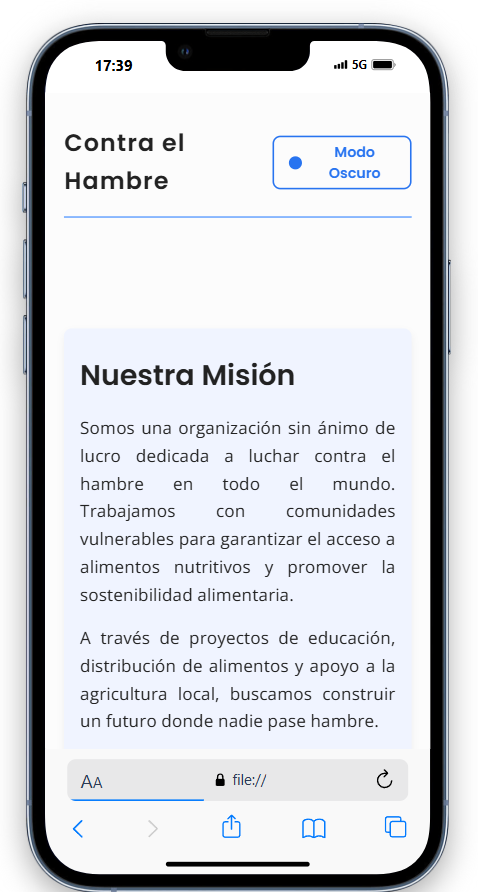 17:39
5G
Contra el
Hambre
Modo
Oscuro
Nuestra Misión
Somos una organización sin ánimo de
lucro dedicada a luchar contra el
hambre en todo el mundo.
Trabajamos con comunidades
vulnerables para garantizar el acceso a
alimentos nutritivos y promover la
sostenibilidad alimentaria.
A través de proyectos de educación,
distribución de alimentos y apoyo a la
agricultura local, buscamos construir
un futuro donde nadie pase hambre.
AA
file://